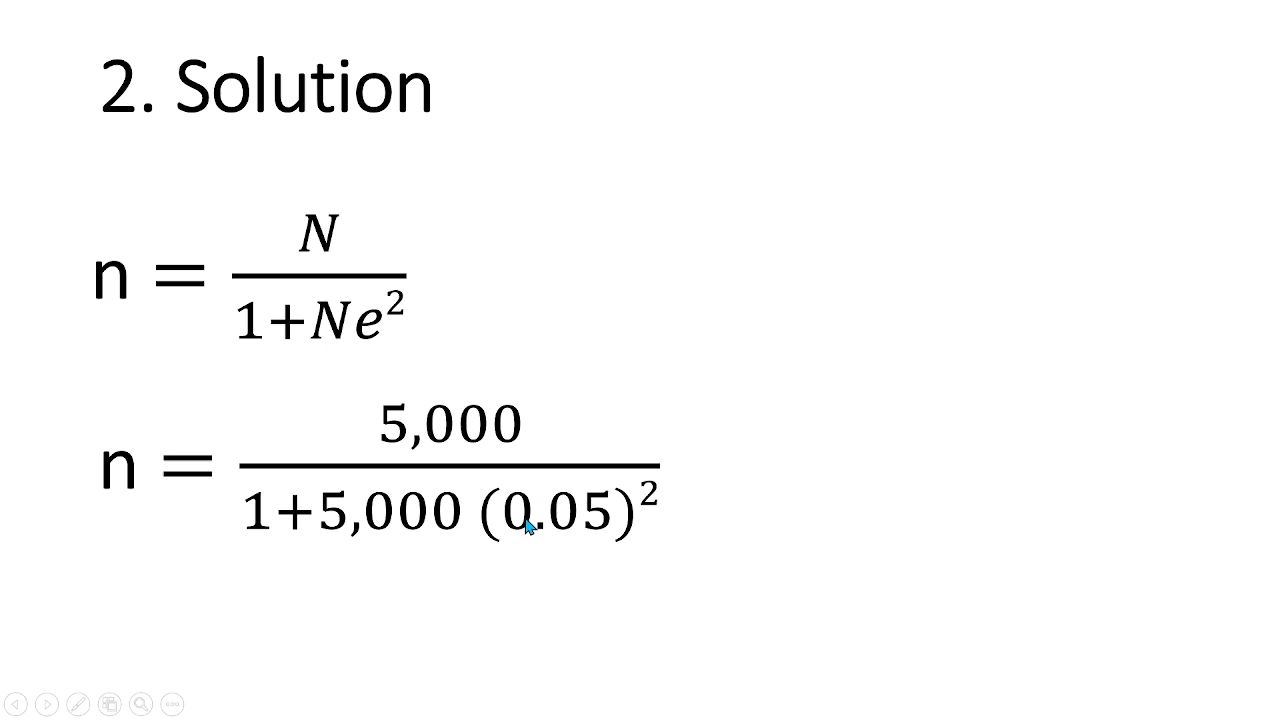 2. Solution
n = N / 1+Ne²
n = 5,000 / 1+5,000 (0.05)²